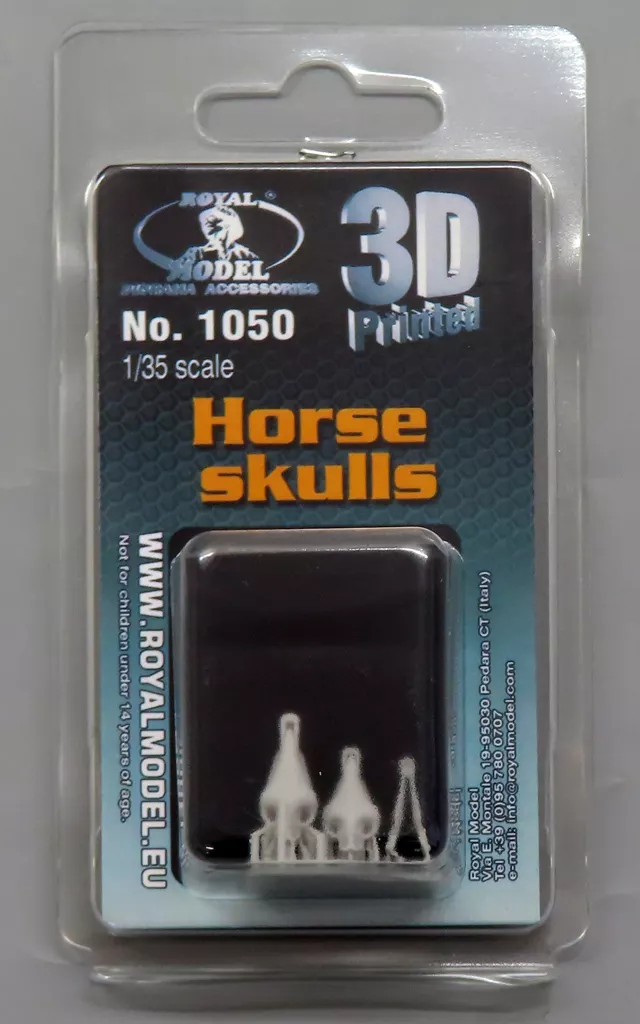 ROYAL ®
MODEL
DIORAMA ACCESSORIES
3D
Printed
No. 1050
1/35 scale
Horse
skulls
WWW.ROYALMODEL.EU
Not for children under 14 years of age.
Royal Model
Via E. Montale 19-95030 Pedara CT (Italy)
Tel +39 (0)95 780 0707
e-mail: info@royalmodel.com